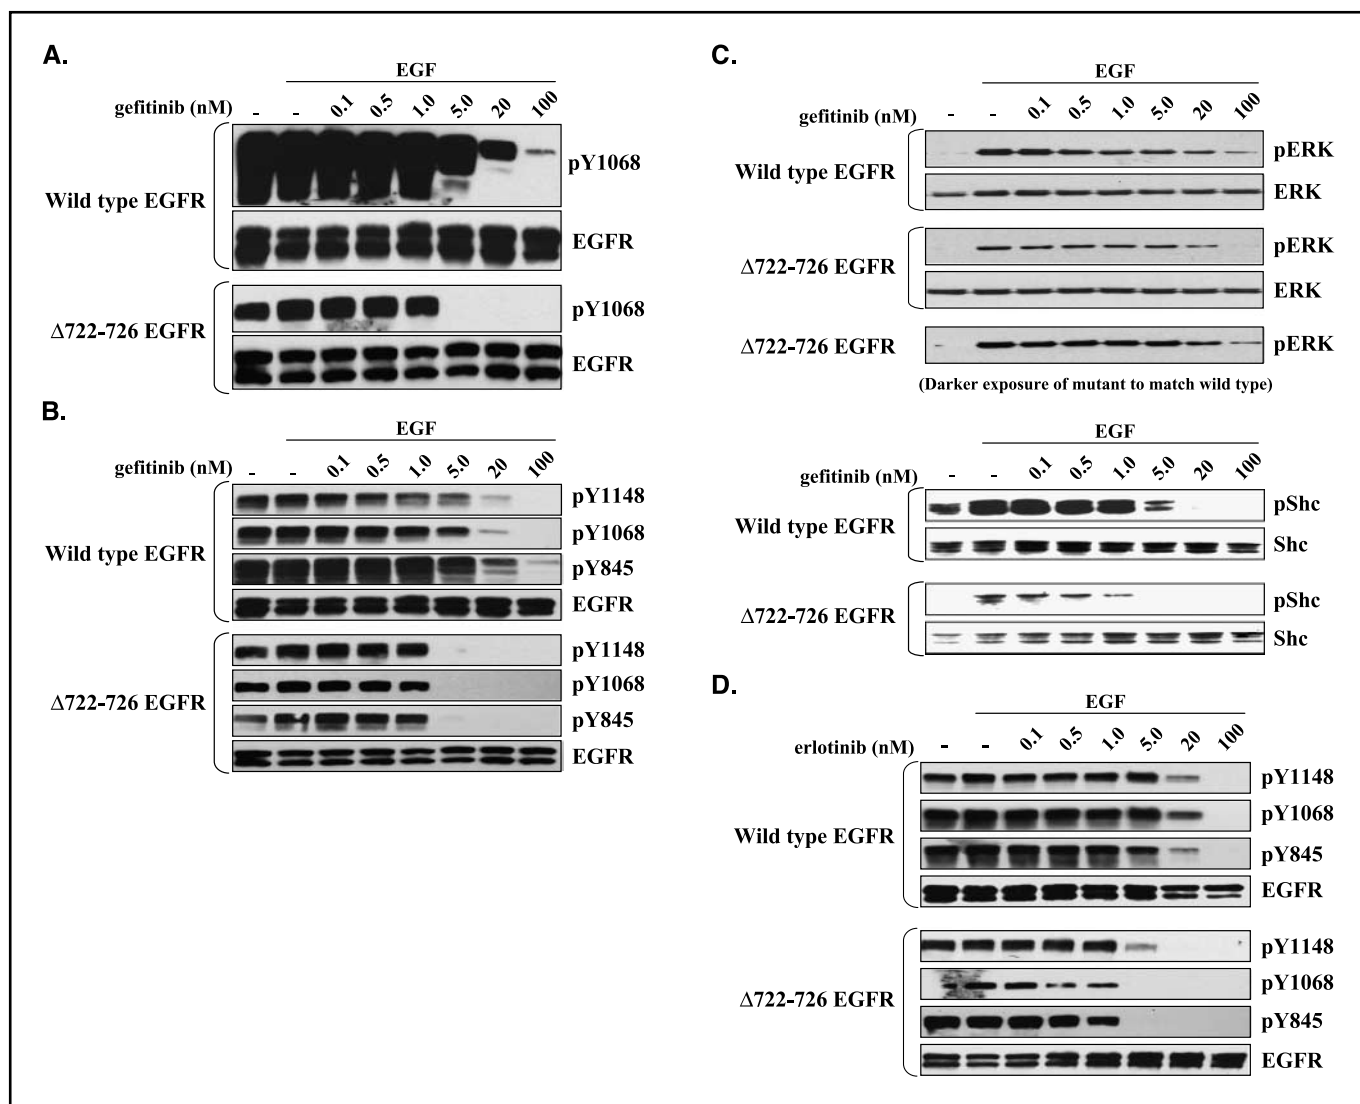 A.
EGF
gefitinib (nM) - - 0.1 0.5 1.0 5.0 20 100
Wild type EGFR
pY1068
EGFR
Δ722-726 EGFR
pY1068
EGFR
B.
EGF
gefitinib (nM) - - 0.1 0.5 1.0 5.0 20 100
Wild type EGFR
pY1148
pY1068
pY845
EGFR
Δ722-726 EGFR
pY1148
pY1068
pY845
EGFR
C.
EGF
gefitinib (nM) - - 0.1 0.5 1.0 5.0 20 100
Wild type EGFR
pERK
ERK
Δ722-726 EGFR
pERK
ERK
Δ722-726 EGFR
pERK
(Darker exposure of mutant to match wild type)
EGF
gefitinib (nM) - - 0.1 0.5 1.0 5.0 20 100
Wild type EGFR
pShc
Shc
Δ722-726 EGFR
pShc
Shc
D.
EGF
erlotinib (nM) - - 0.1 0.5 1.0 5.0 20 100
Wild type EGFR
pY1148
pY1068
pY845
EGFR
Δ722-726 EGFR
pY1148
pY1068
pY845
EGFR